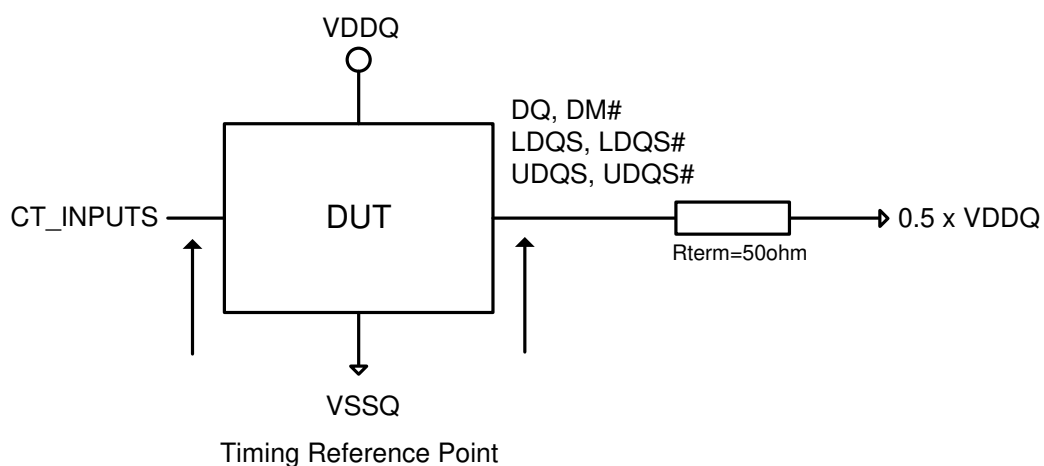 VDDQ
DQ, DM#
LDQS, LDQS#
UDQS, UDQS#
CT_INPUTS
DUT
0.5 x VDDQ
Rterm=50ohm
VSSQ
Timing Reference Point